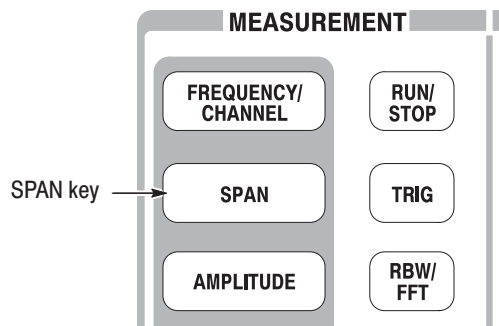 MEASUREMENT
FREQUENCY/
CHANNEL
RUN/
STOP
SPAN key
SPAN
TRIG
AMPLITUDE
RBW/
FFT